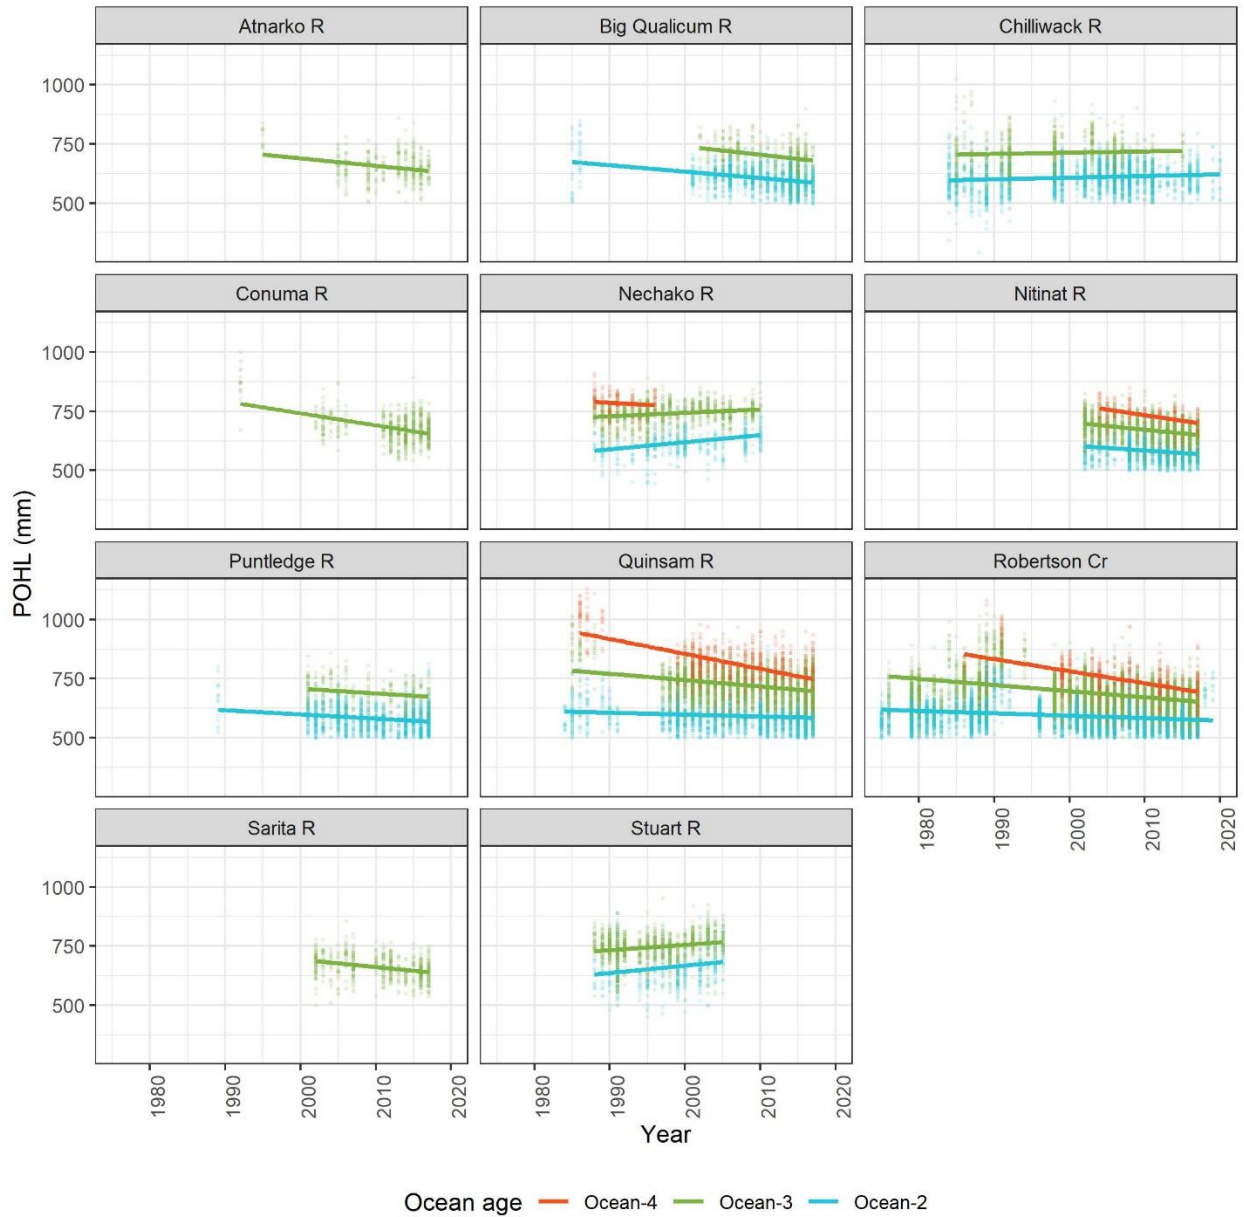 Atnarko R
Big Qualicum R
Chilliwack R
1000
750
500
Conuma R
Nechako R
Nitinat R
1000
750
500
POHL (mm)
Puntledge R
Quinsam R
Robertson Cr
1000
750
500
1980
1990
2000
2010
2020
Sarita R
Stuart R
1000
750
500
1980
1990
2000
2010
2020
1980
1990
2000
2010
2020
Year
Ocean age Ocean-4 Ocean-3 Ocean-2